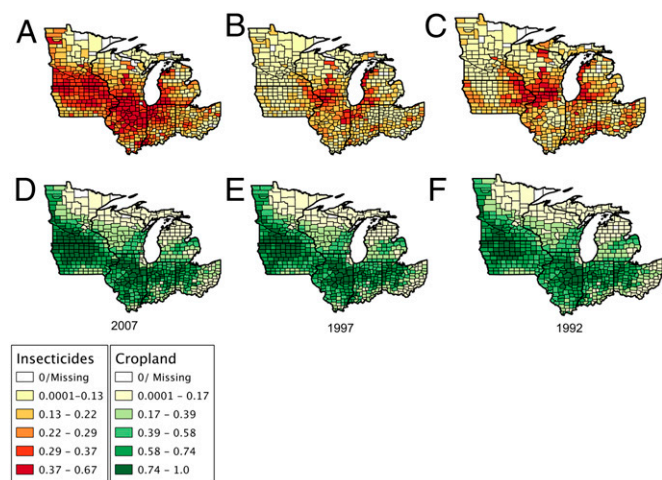 A B C
D E F
2007 1997 1992
Insecticides Cropland
0/Missing 0/ Missing
0.0001-0.13 0.0001 - 0.17
0.13 - 0.22 0.17 - 0.39
0.22 - 0.29 0.39 - 0.58
0.29 - 0.37 0.58 - 0.74
0.37 - 0.67 0.74 - 1.0